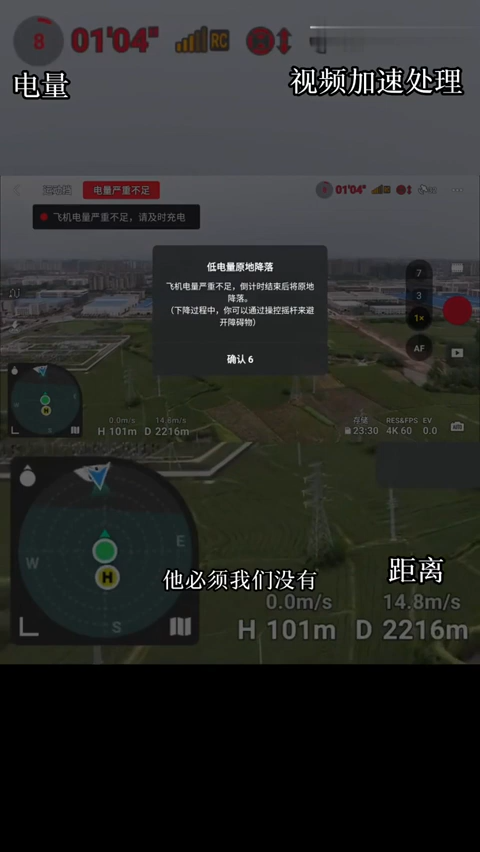 8 01'04" RC
电量
视频加速处理
运动档 电量严重不足 01'04"
飞机电量严重不足，请及时充电
低电量原地降落
飞机电量严重不足，倒计时结束后将原地
降落。
（下降过程中，你可以通过操控摇杆来避
开障碍物）
确认 6
7
3
1×
AF
0.0m/s 14.8m/s
H 101m D 2216m
存储 RES&FPS EV
23:30 4K 60 0.0
W E S H
他必须我们没有
距离
0.0m/s 14.8m/s
H 101m D 2216m